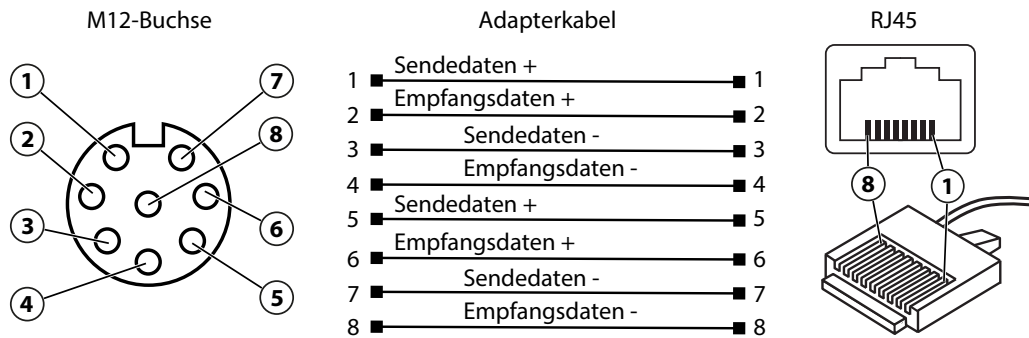 M12-Buchse
Adapterkabel
RJ45
1
2
3
4
7
8
6
5
1 Sendedaten + 1
2 Empfangsdaten + 2
3 Sendedaten - 3
4 Empfangsdaten - 4
5 Sendedaten + 5
6 Empfangsdaten + 6
7 Sendedaten - 7
8 Empfangsdaten - 8
8 1